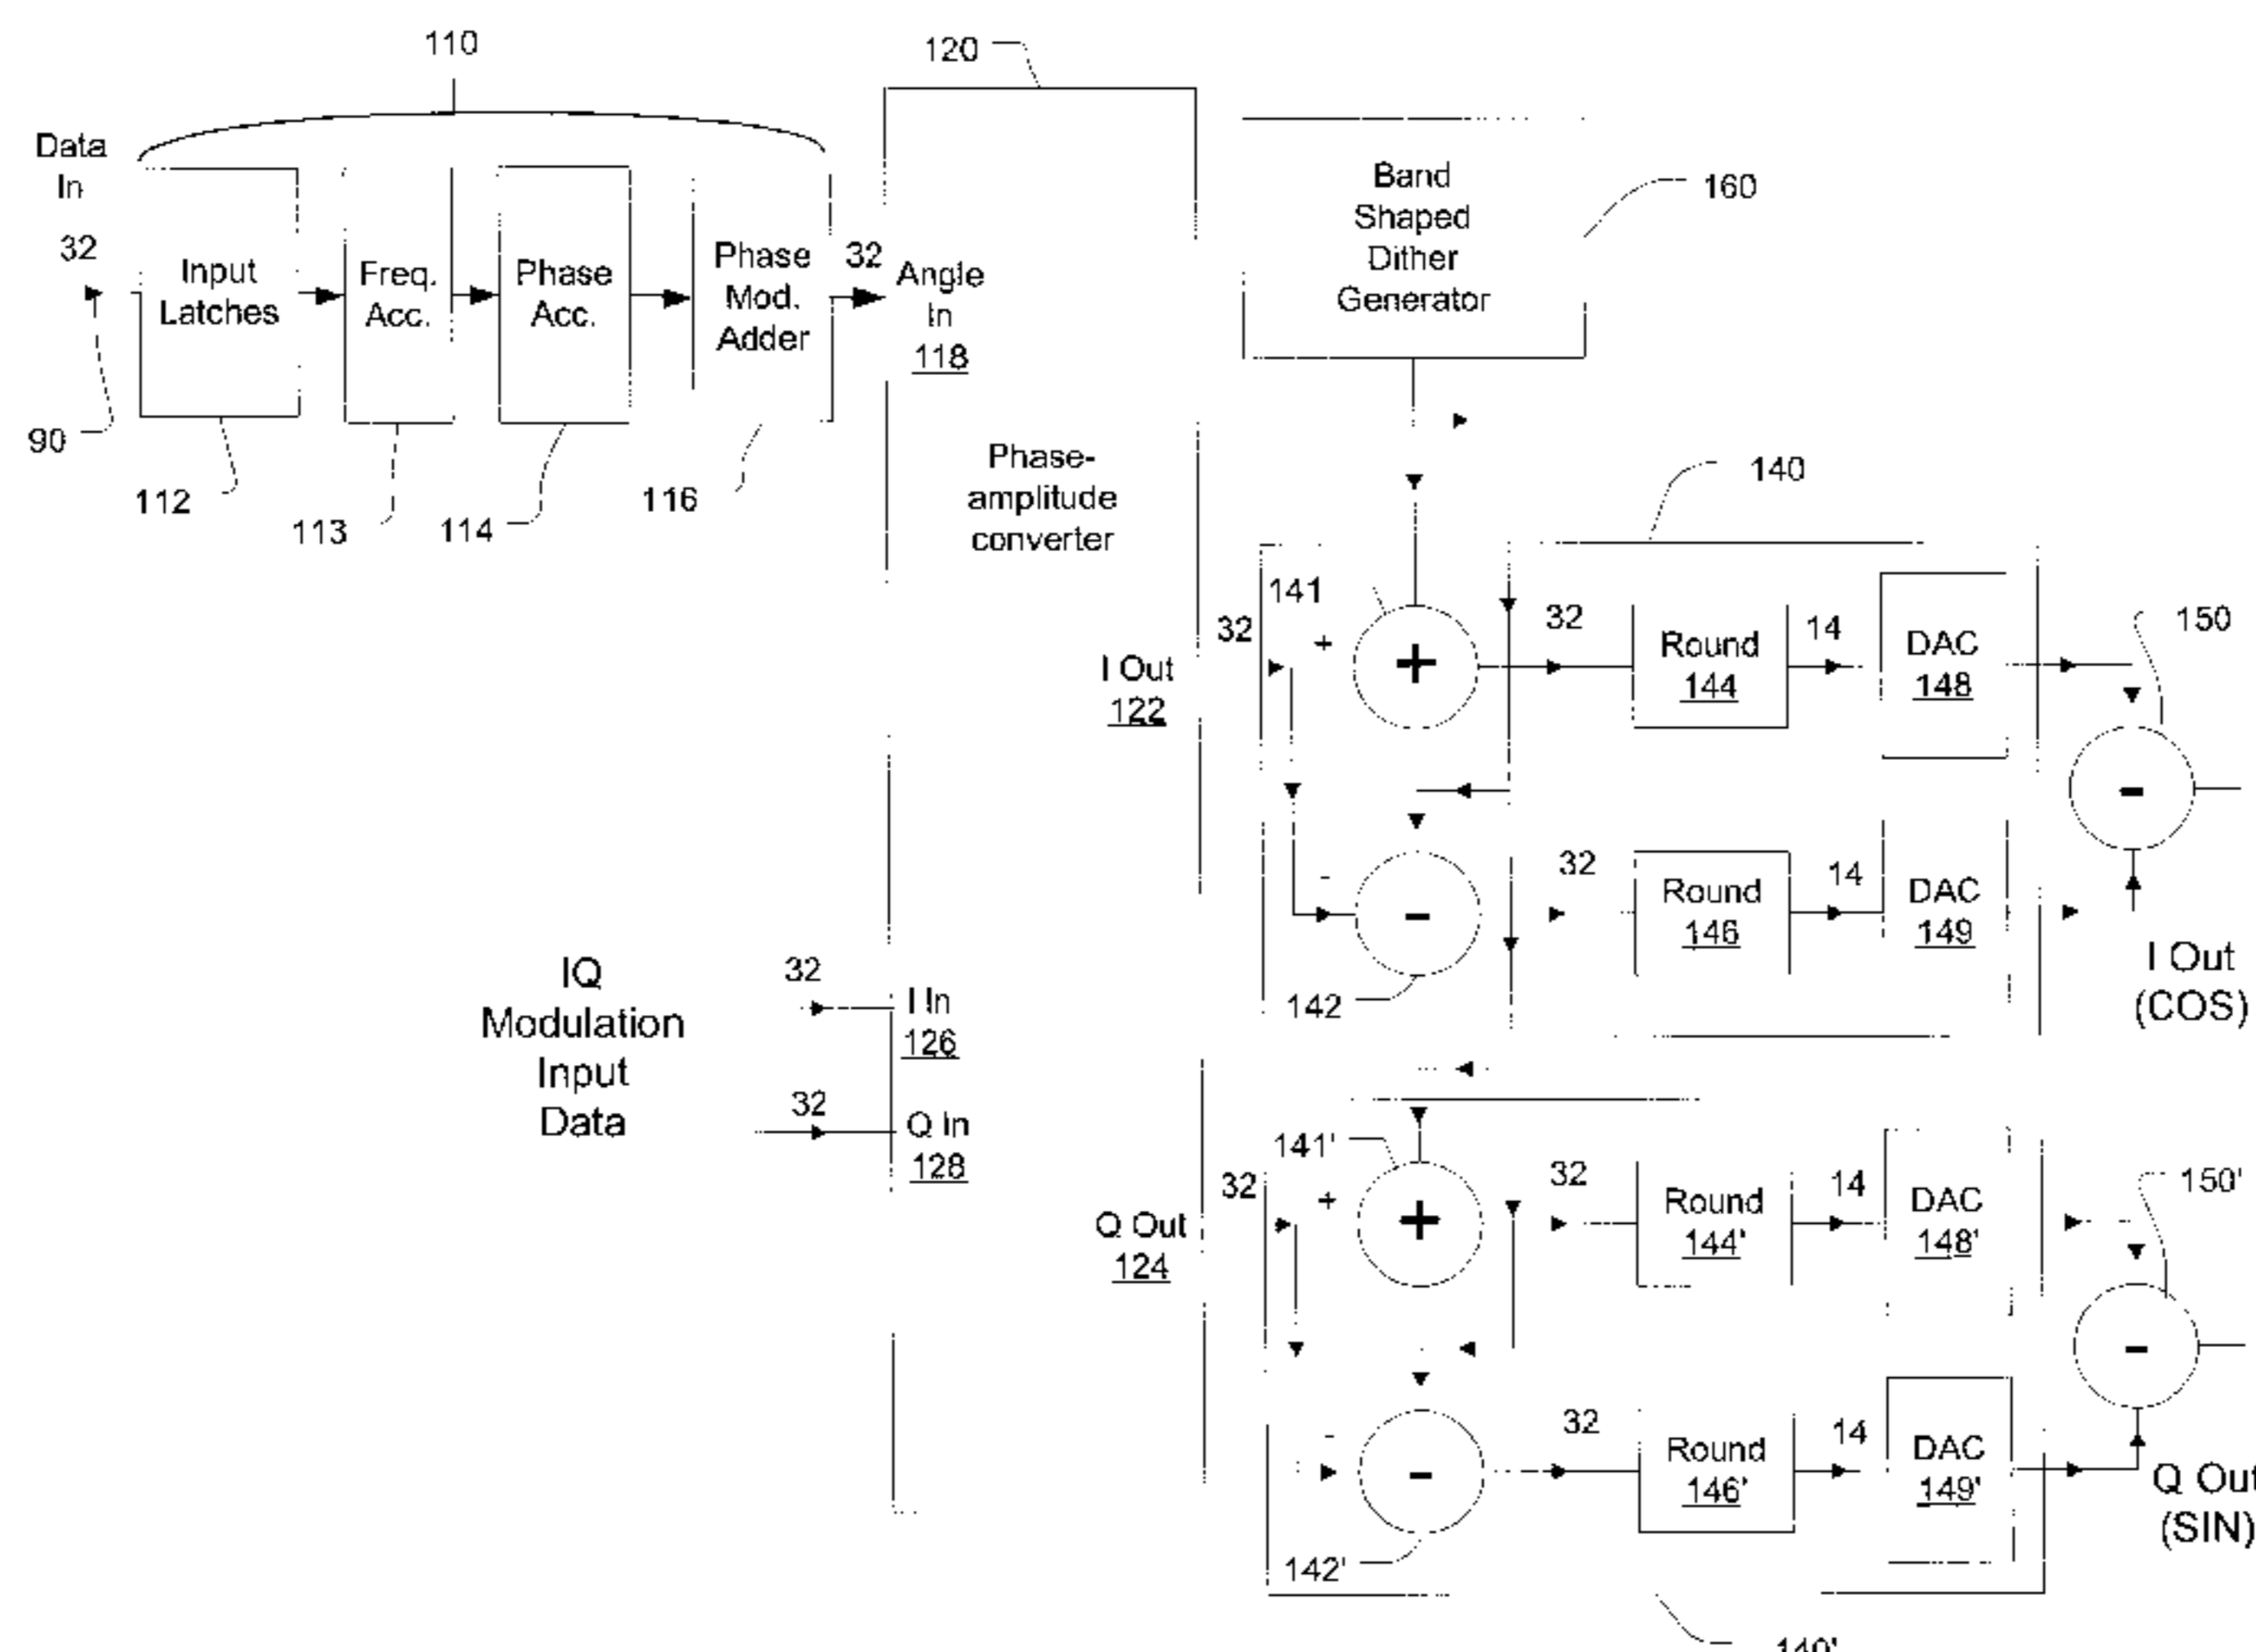 110
120
Data
In
32
90
Input
Latches
112
Freq.
Acc.
113
Phase
Acc.
114
Phase
Mod.
Adder
116
32
Angle
In
118
Phase-
amplitude
converter
Band
Shaped
Dither
Generator
160
140
32
141
+
+
32
Round
144
14
DAC
148
150
-
I Out
122
-
-
142
32
Round
146
14
DAC
149
I Out
(COS)
IQ
Modulation
Input
Data
32
I In
126
32
Q In
128
Q Out
124
32
141'
+
+
32
Round
144'
14
DAC
148'
150'
-
-
-
142'
32
Round
146'
14
DAC
149'
Q Out
(SIN)
140'